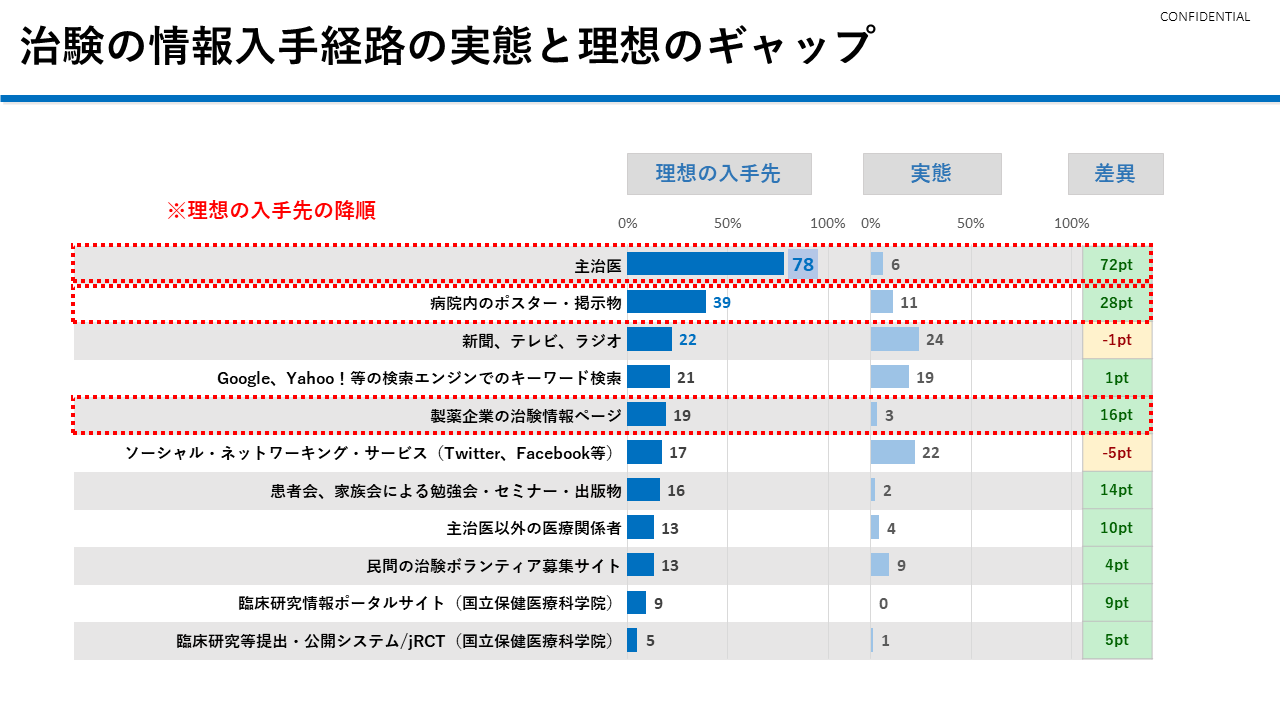 CONFIDENTIAL
治験の情報入手経路の実態と理想のギャップ
理想の入手先 実態 差異
※理想の入手先の降順
0% 50% 100% 0% 50% 100%
主治医 78 6 72pt
病院内のポスター・掲示物 39 11 28pt
新聞、テレビ、ラジオ 22 24 -1pt
Google、Yahoo！等の検索エンジンでのキーワード検索 21 19 1pt
製薬企業の治験情報ページ 19 3 16pt
ソーシャル・ネットワーキング・サービス（Twitter、Facebook等） 17 22 -5pt
患者会、家族会による勉強会・セミナー・出版物 16 2 14pt
主治医以外の医療関係者 13 4 10pt
民間の治験ボランティア募集サイト 13 9 4pt
臨床研究情報ポータルサイト（国立保健医療科学院） 9 0 9pt
臨床研究等提出・公開システム/jRCT（国立保健医療科学院） 5 1 5pt